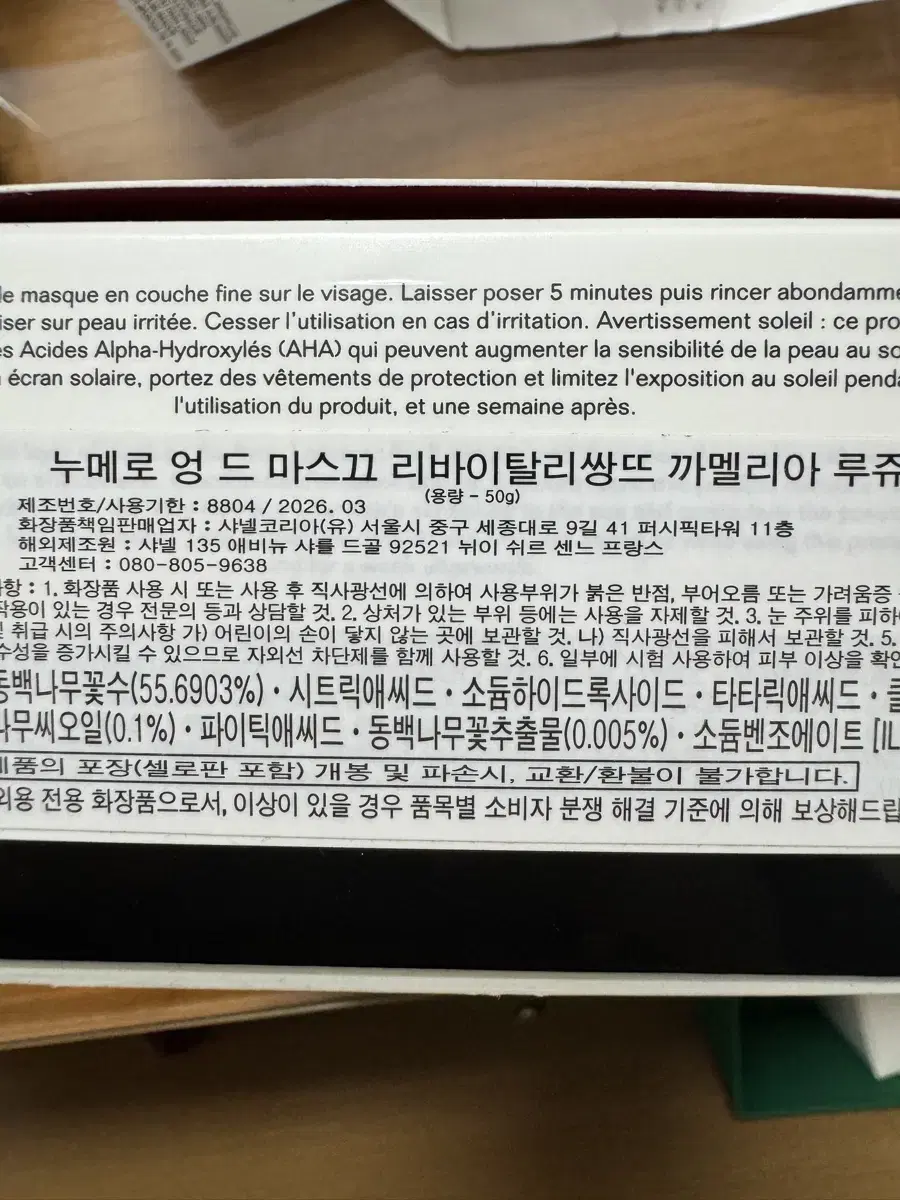 le masque en couche fine sur le visage. Laisser poser 5 minutes puis rincer abondamme
iser sur peau irritée. Cesser l'utilisation en cas d'irritation. Avertissement soleil : ce pro
es Acides Alpha-Hydroxylés (AHA) qui peuvent augmenter la sensibilité de la peau au so
écran solaire, portez des vêtements de protection et limitez l'exposition au soleil penda
l'utilisation du produit, et une semaine après.
누메로 엉 드 마스끄 리바이탈리쌍뜨 까멜리아 루쥬
(용량 - 50g)
제조번호/사용기한 : 8804 / 2026. 03
화장품책임판매업자 : 샤넬코리아(유) 서울시 중구 세종대로 9길 41 퍼시픽타워 11층
해외제조원 : 샤넬 135 애비뉴 샤를 드골 92521 뉘이 쉬르 센느 프랑스
고객센터 : 080-805-9638
사항 : 1. 화장품 사용 시 또는 사용 후 직사광선에 의하여 사용부위가 붉은 반점, 부어오름 또는 가려움증
작용이 있는 경우 전문의 등과 상담할 것. 2. 상처가 있는 부위 등에는 사용을 자제할 것. 3. 눈 주위를 피하
및 취급 시의 주의사항 가) 어린이의 손이 닿지 않는 곳에 보관할 것. 나) 직사광선을 피해서 보관할 것. 5.
수성을 증가시킬 수 있으므로 자외선 차단제를 함께 사용할 것. 6. 일부에 시험 사용하여 피부 이상을 확인
동백나무꽃수(55.6903%) · 시트릭애씨드 · 소듐하이드록사이드 · 타타릭애씨드 · 글
나무씨오일(0.1%) · 파이틱애씨드 · 동백나무꽃추출물(0.005%) · 소듐벤조에이트 [IL
제품의 포장(셀로판 포함) 개봉 및 파손시, 교환/환불이 불가합니다.
외용 전용 화장품으로서, 이상이 있을 경우 품목별 소비자 분쟁 해결 기준에 의해 보상해드립